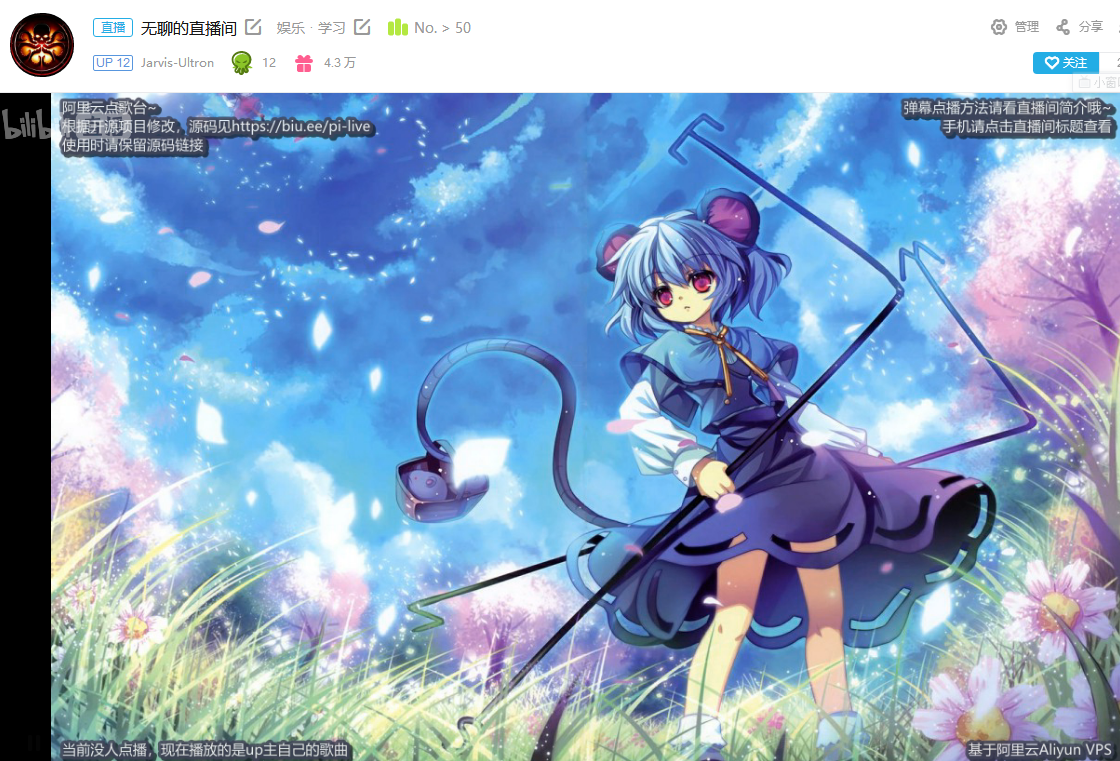 直播 无聊的直播间 娱乐 · 学习 No. > 50
管理 分享
UP 12 Jarvis-Ultron 12 4.3 万
关注
阿里云点歌台~
根据开源项目修改，源码见https://biu.ee/pi-live
使用时请保留源码链接
弹幕点播方法请看直播间简介哦~
手机请点击直播间标题查看
当前没人点播，现在播放的是up主自己的歌曲
基于阿里云Aliyun VPS